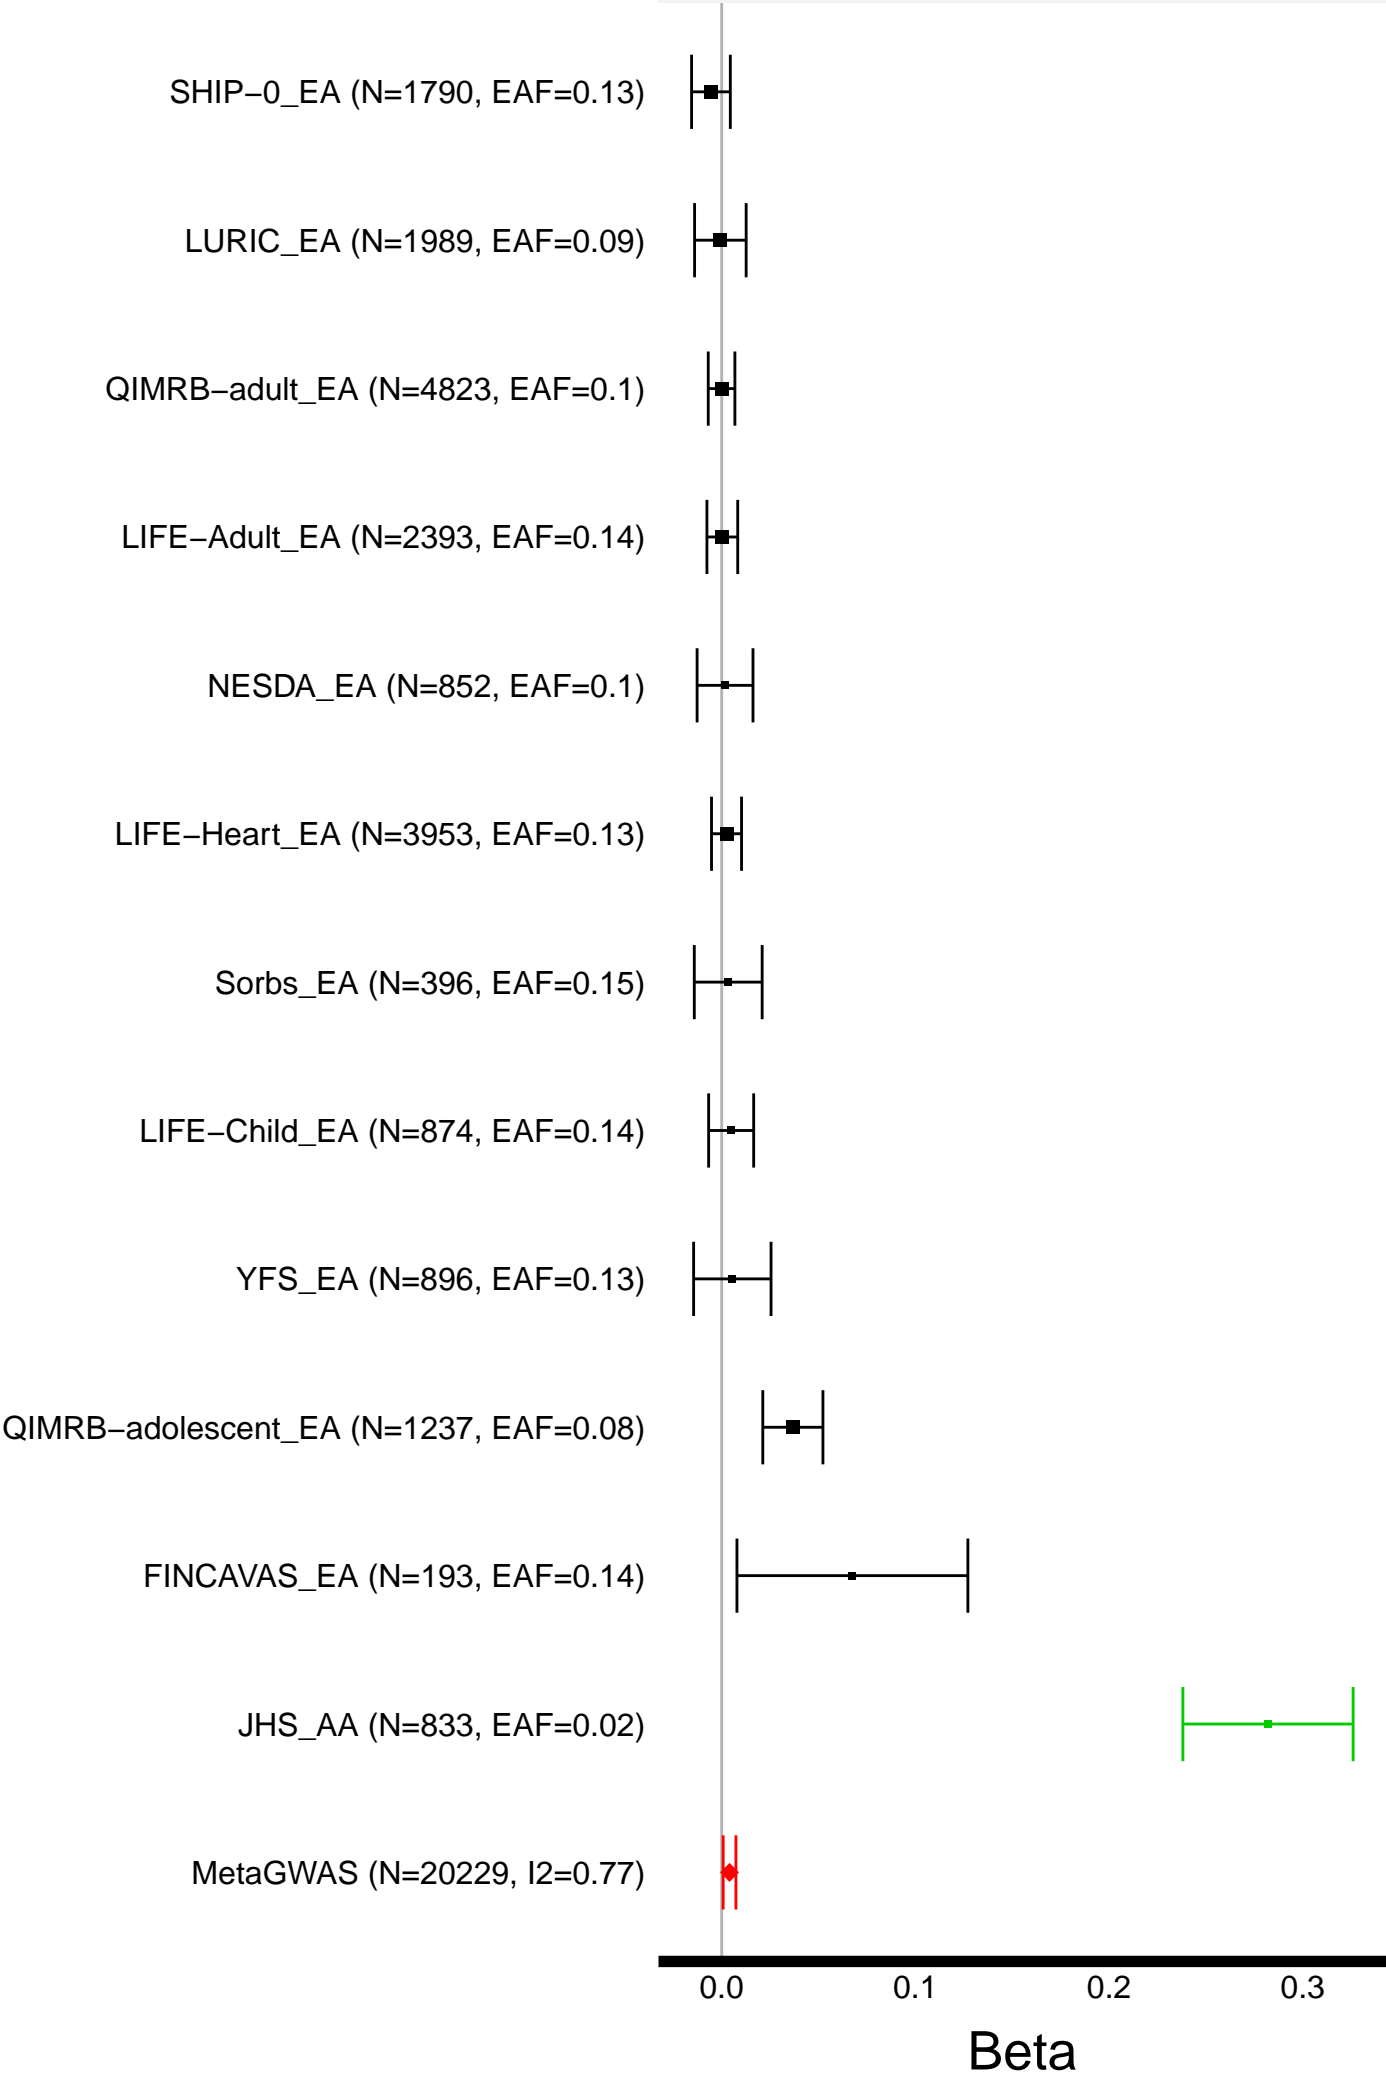 SHIP−0_EA (N=1790, EAF=0.13)
LURIC_EA (N=1989, EAF=0.09)
QIMRB−adult_EA (N=4823, EAF=0.1)
LIFE−Adult_EA (N=2393, EAF=0.14)
NESDA_EA (N=852, EAF=0.1)
LIFE−Heart_EA (N=3953, EAF=0.13)
Sorbs_EA (N=396, EAF=0.15)
LIFE−Child_EA (N=874, EAF=0.14)
YFS_EA (N=896, EAF=0.13)
QIMRB−adolescent_EA (N=1237, EAF=0.08)
FINCAVAS_EA (N=193, EAF=0.14)
JHS_AA (N=833, EAF=0.02)
MetaGWAS (N=20229, I2=0.77)
0.0 0.1 0.2 0.3
Beta